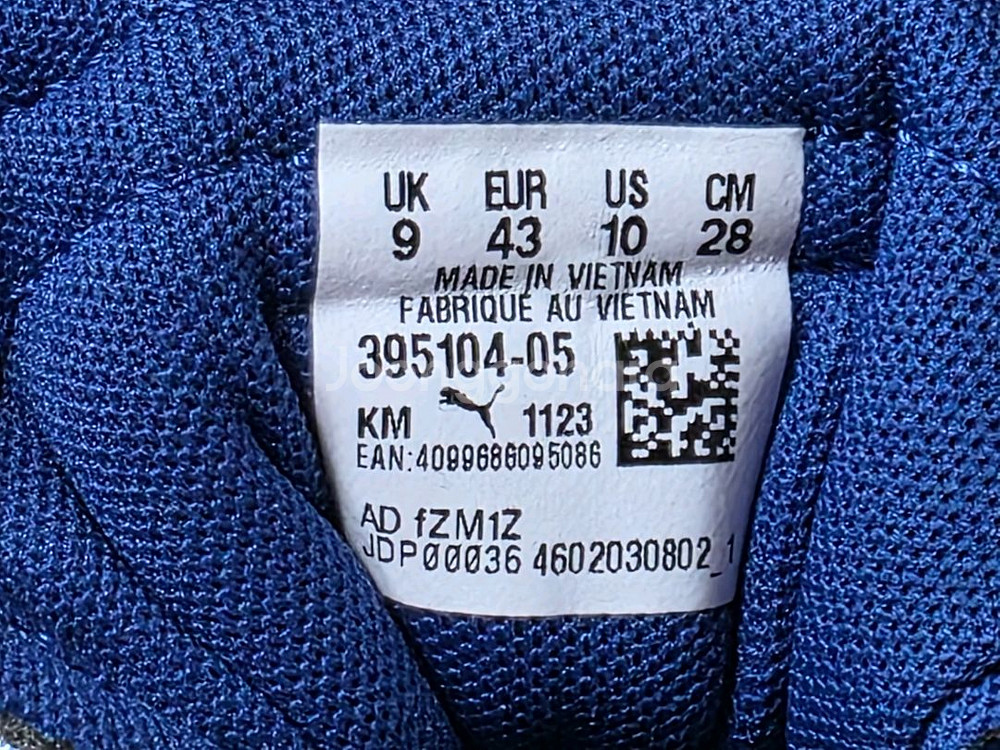 UK EUR US CM
9 43 10 28
MADE IN VIETNAM
FABRIQUÉ AU VIETNAM
395104-05
KM 1123
EAN:4099686095086
AD fZM1Z
JDP00036 4602030802_1